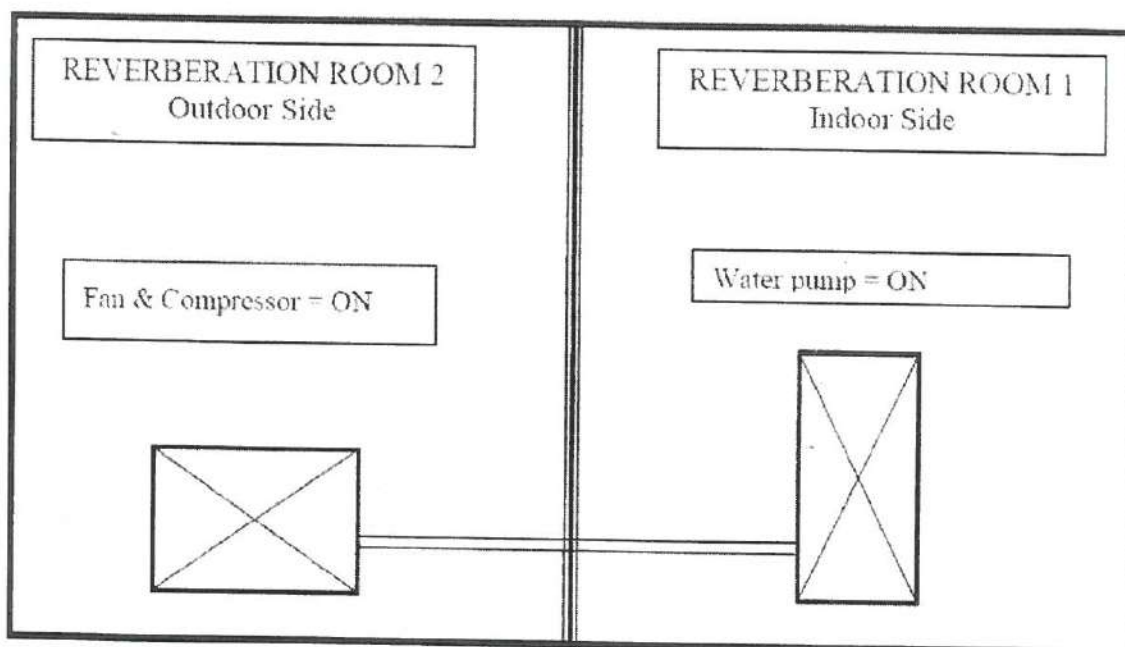 REVERBERATION ROOM 2
Outdoor Side
REVERBERATION ROOM 1
Indoor Side
Fan & Compressor = ON
Water pump = ON